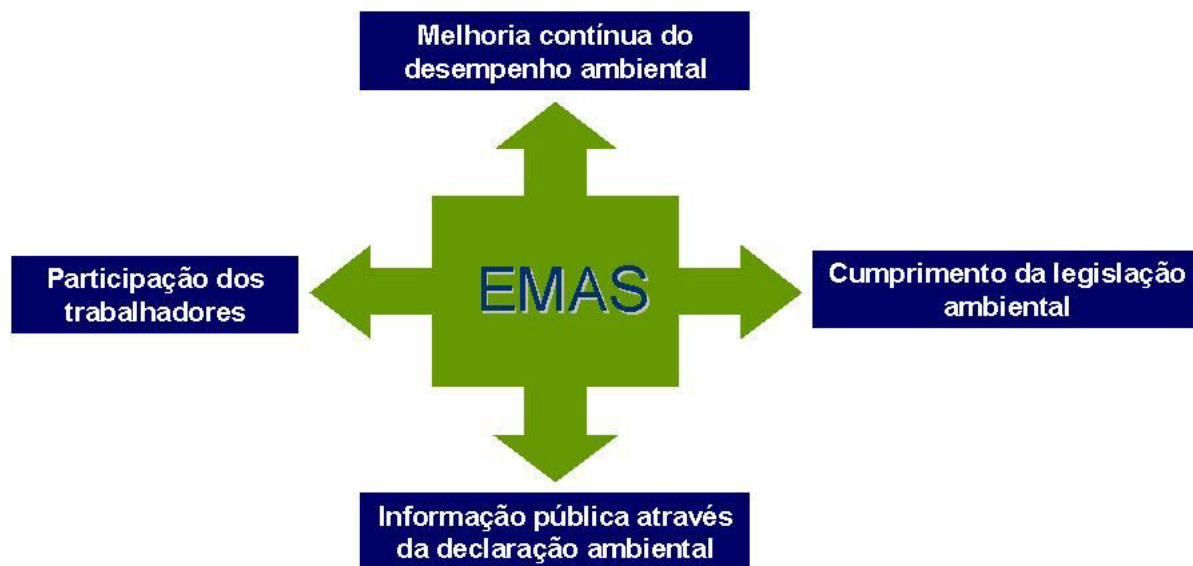 Melhoria contínua do
desempenho ambiental
Participação dos
trabalhadores
EMAS
Cumprimento da legislação
ambiental
Informação pública através
da declaração ambiental